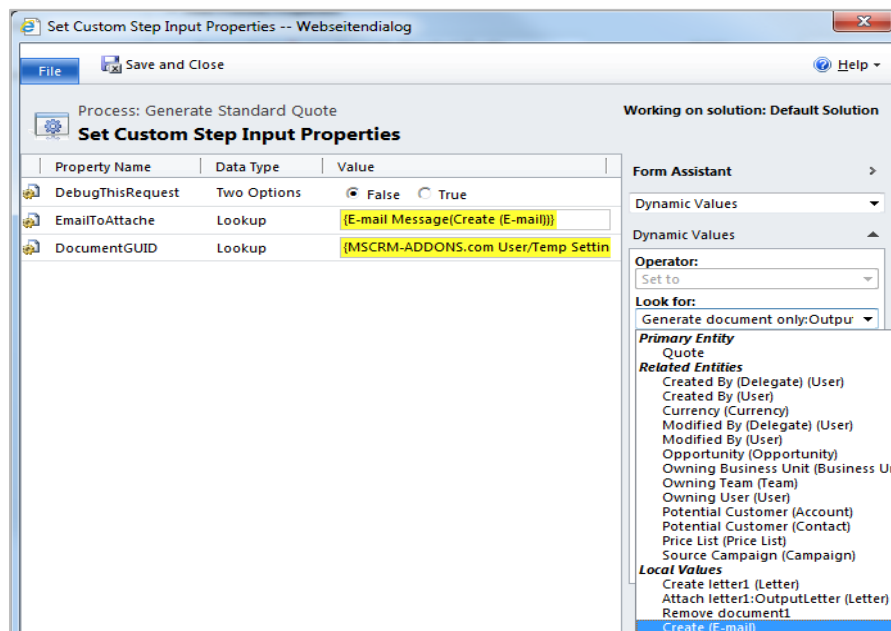 Set Custom Step Input Properties -- Webseitendialog
File
Save and Close
Help
Process: Generate Standard Quote
Set Custom Step Input Properties
Working on solution: Default Solution
Property Name Data Type Value
DebugThisRequest Two Options False True
EmailToAttache Lookup {E-mail Message(Create (E-mail))}
DocumentGUID Lookup {MSCRM-ADDONS.com User/Temp Settin
Form Assistant
Dynamic Values
Dynamic Values
Operator:
Set to
Look for:
Generate document only:Outpu
Primary Entity
Quote
Related Entities
Created By (Delegate) (User)
Created By (User)
Currency (Currency)
Modified By (Delegate) (User)
Modified By (User)
Opportunity (Opportunity)
Owning Business Unit (Business U
Owning Team (Team)
Owning User (User)
Potential Customer (Account)
Potential Customer (Contact)
Price List (Price List)
Source Campaign (Campaign)
Local Values
Create letter1 (Letter)
Attach letter1:OutputLetter (Letter)
Remove document1
Create (E-mail)